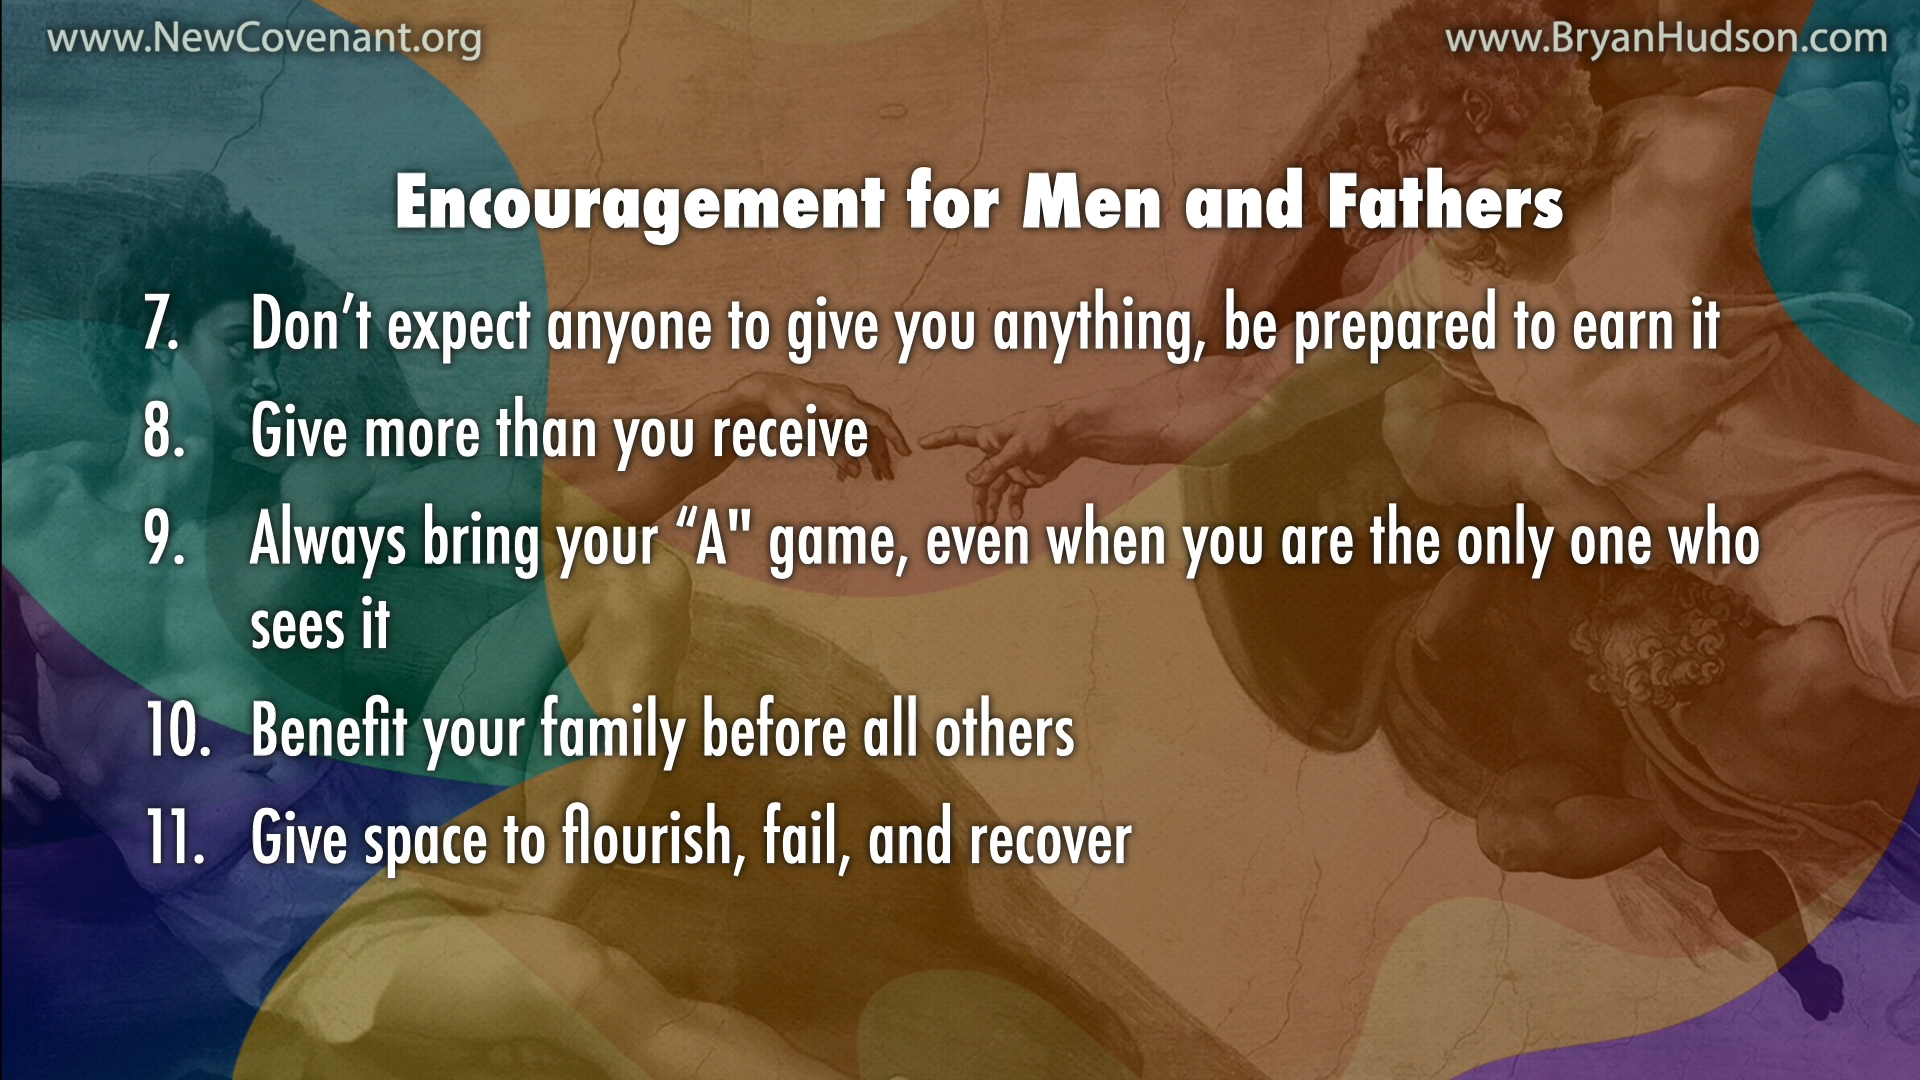 www.NewCovenant.org
www.BryanHudson.com
Encouragement for Men and Fathers
7. Don’t expect anyone to give you anything, be prepared to earn it
8. Give more than you receive
9. Always bring your “A" game, even when you are the only one who
sees it
10. Benefit your family before all others
11. Give space to flourish, fail, and recover